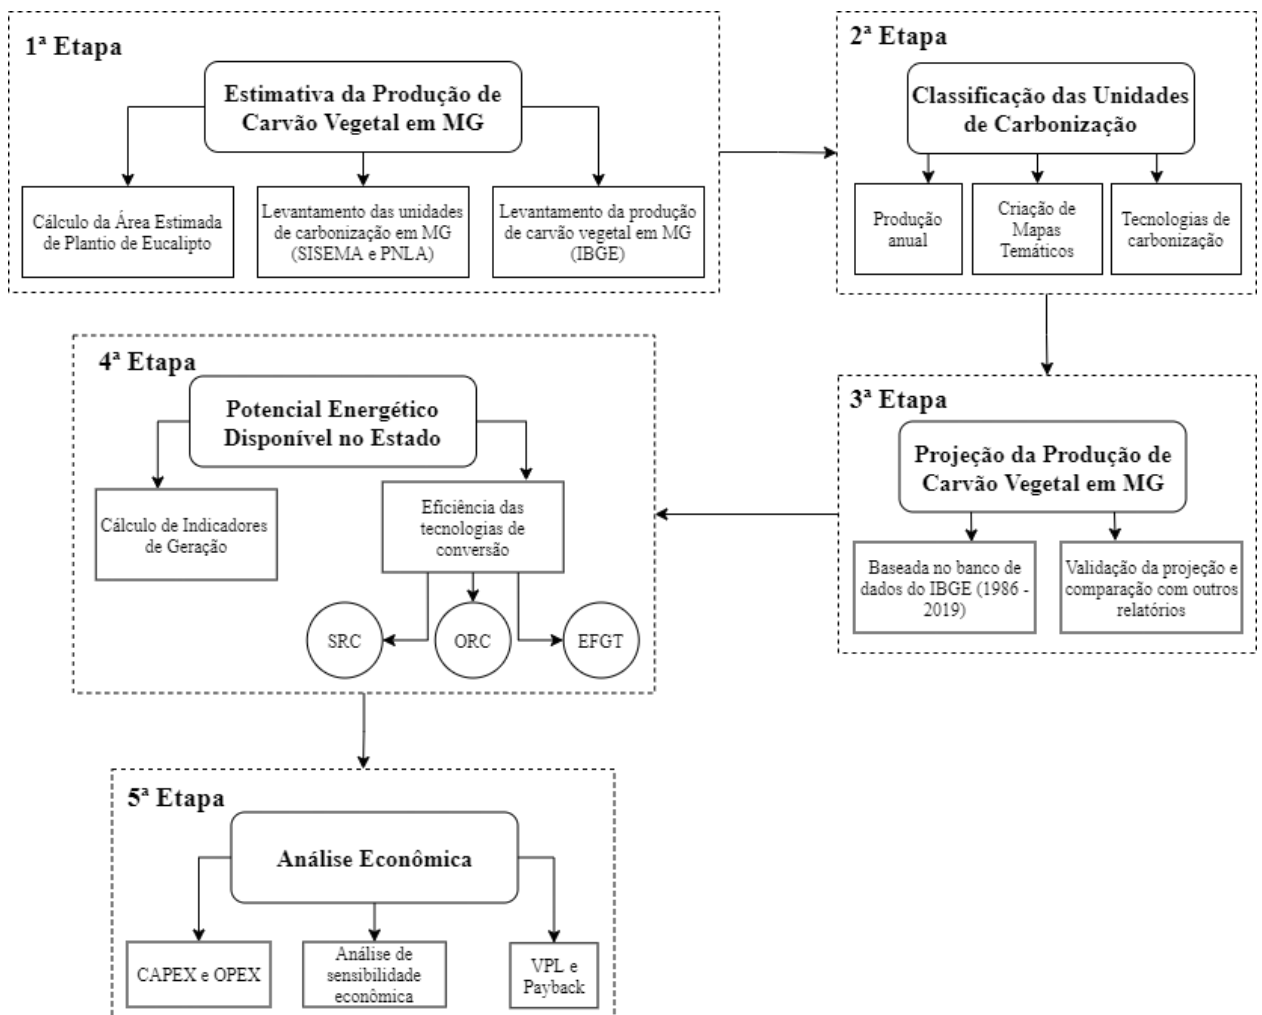 1ª Etapa
Estimativa da Produção de
Carvão Vegetal em MG
Cálculo da Área Estimada
de Plantio de Eucalipto
Levantamento das unidades
de carbonização em MG
(SISEMA e PNLA)
Levantamento da produção
de carvão vegetal em MG
(IBGE)
2ª Etapa
Classificação das Unidades
de Carbonização
Produção
anual
Criação de
Mapas
Temáticos
Tecnologias de
carbonização
3ª Etapa
Projeção da Produção de
Carvão Vegetal em MG
Baseada no banco de
dados do IBGE (1986 -
2019)
Validação da projeção e
comparação com outros
relatórios
4ª Etapa
Potencial Energético
Disponível no Estado
Cálculo de Indicadores
de Geração
Eficiência das
tecnologias de
conversão
SRC
ORC
EFGT
5ª Etapa
Análise Econômica
CAPEX e OPEX
Análise de
sensibilidade
econômica
VPL e
Payback